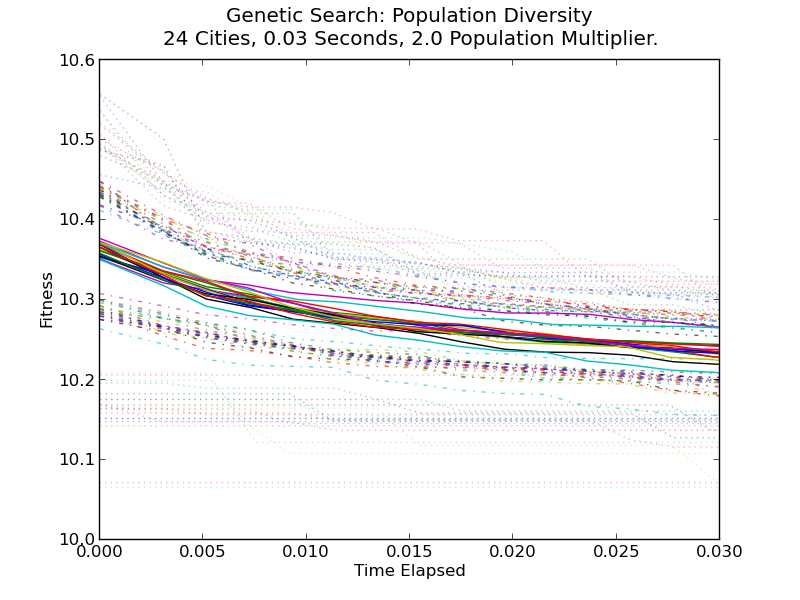 Genetic Search: Population Diversity
24 Cities, 0.03 Seconds, 2.0 Population Multiplier.
10.6
10.5
10.4
10.3
10.2
10.1
10.0
Fitness
0.000 0.005 0.010 0.015 0.020 0.025 0.030
Time Elapsed